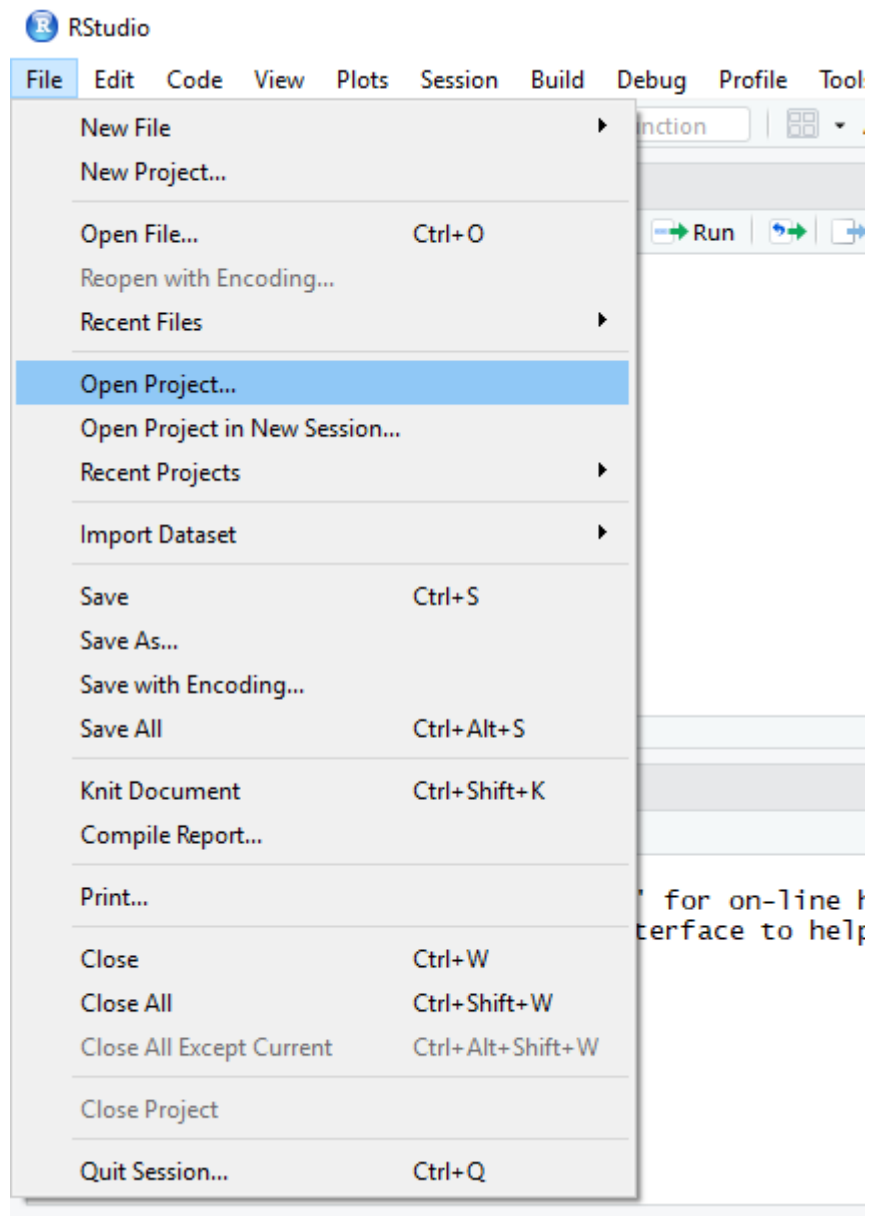 RStudio
File Edit Code View Plots Session Build Debug Profile
New File
New Project...
Run
Open File... Ctrl+O
Reopen with Encoding...
Recent Files
Open Project...
Open Project in New Session...
Recent Projects
Import Dataset
Save Ctrl+S
Save As...
Save with Encoding...
Save All Ctrl+Alt+S
Knit Document Ctrl+Shift+K
Compile Report...
Print...
' for on-line
to help
Close Ctrl+W
Close All Ctrl+Shift+W
Close All Except Current Ctrl+Alt+Shift+W
Close Project
Quit Session... Ctrl+Q